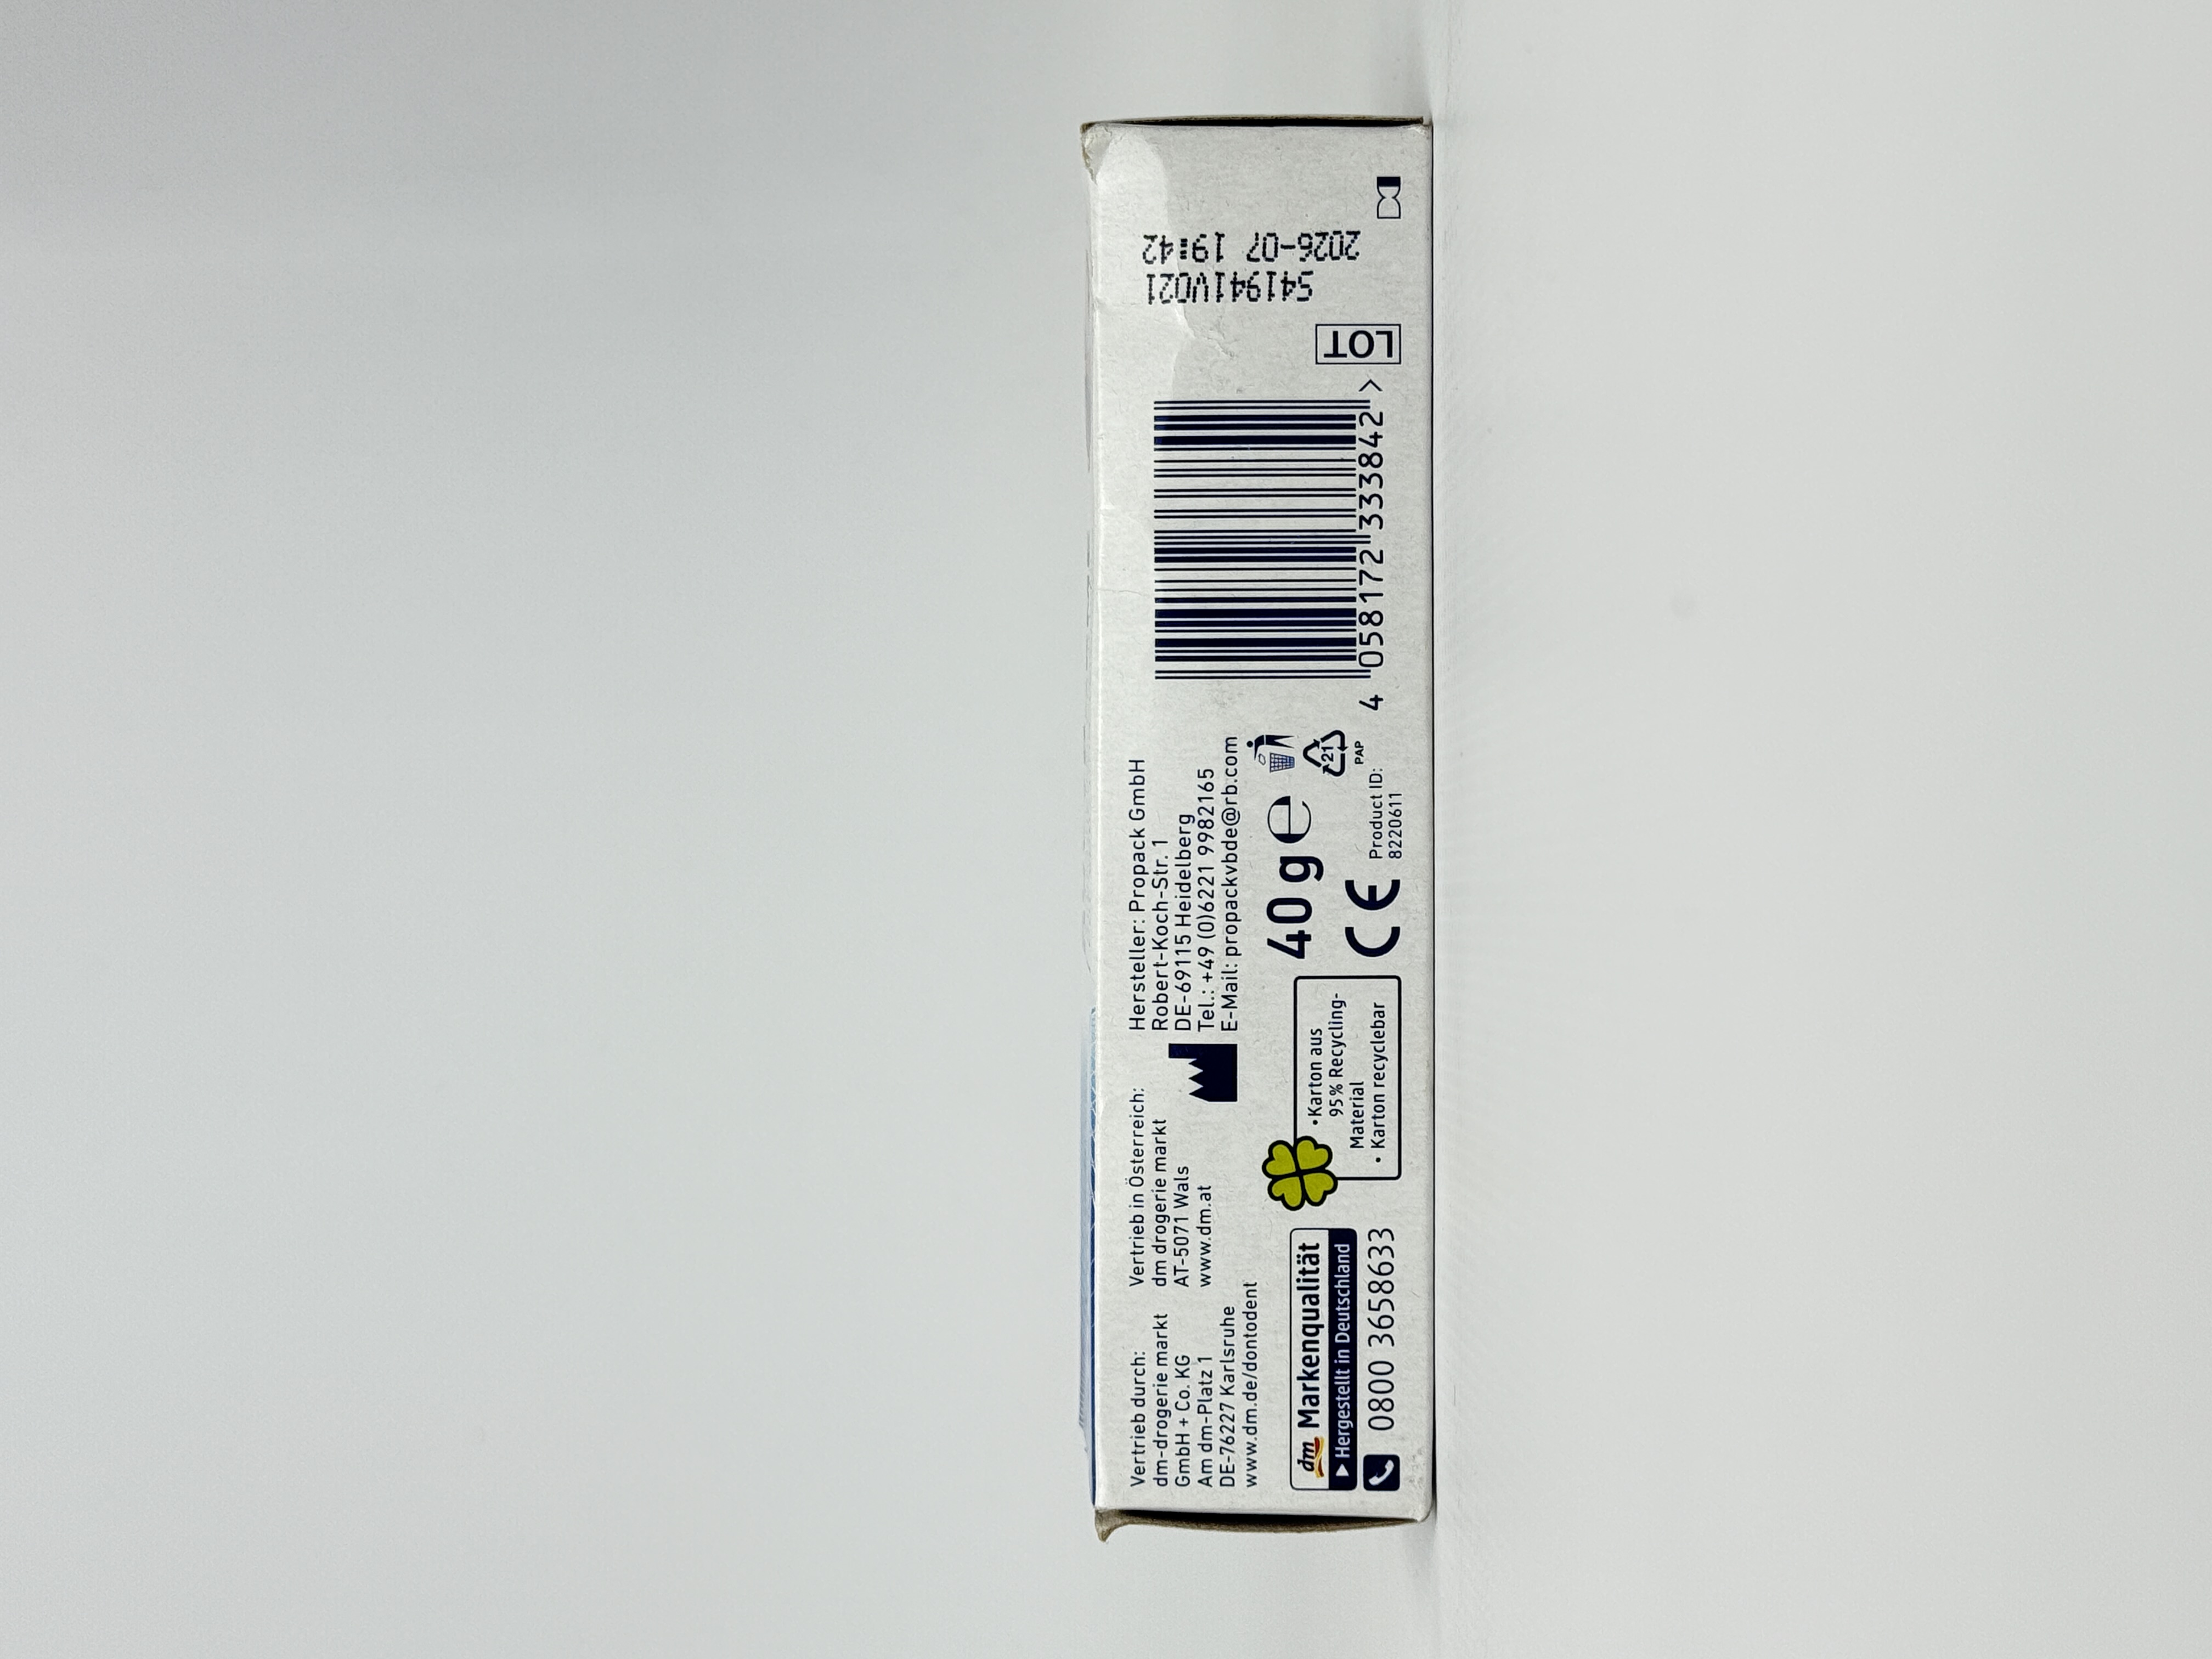 Vertrieb durch:
dm-drogerie markt
GmbH + Co. KG
Am dm-Platz 1
DE-76227 Karlsruhe
www.dm.de/dontodent
Vertrieb in Österreich:
dm drogerie markt
AT-5071 Wals
www.dm.at
Hersteller: Propack GmbH
Robert-Koch-Str. 1
DE-69115 Heidelberg
Tel.: +49 (0)6221 9982165
E-Mail: propackvbde@rb.com
dm Markenqualität
Hergestellt in Deutschland
0800 3658633
• Karton aus
95% Recycling-
Material
• Karton recyclebar
40 g e
CE
Product ID:
8220611
21
PAP
4 058172 333842 >
LOT
541941V021
2026-07 19:42